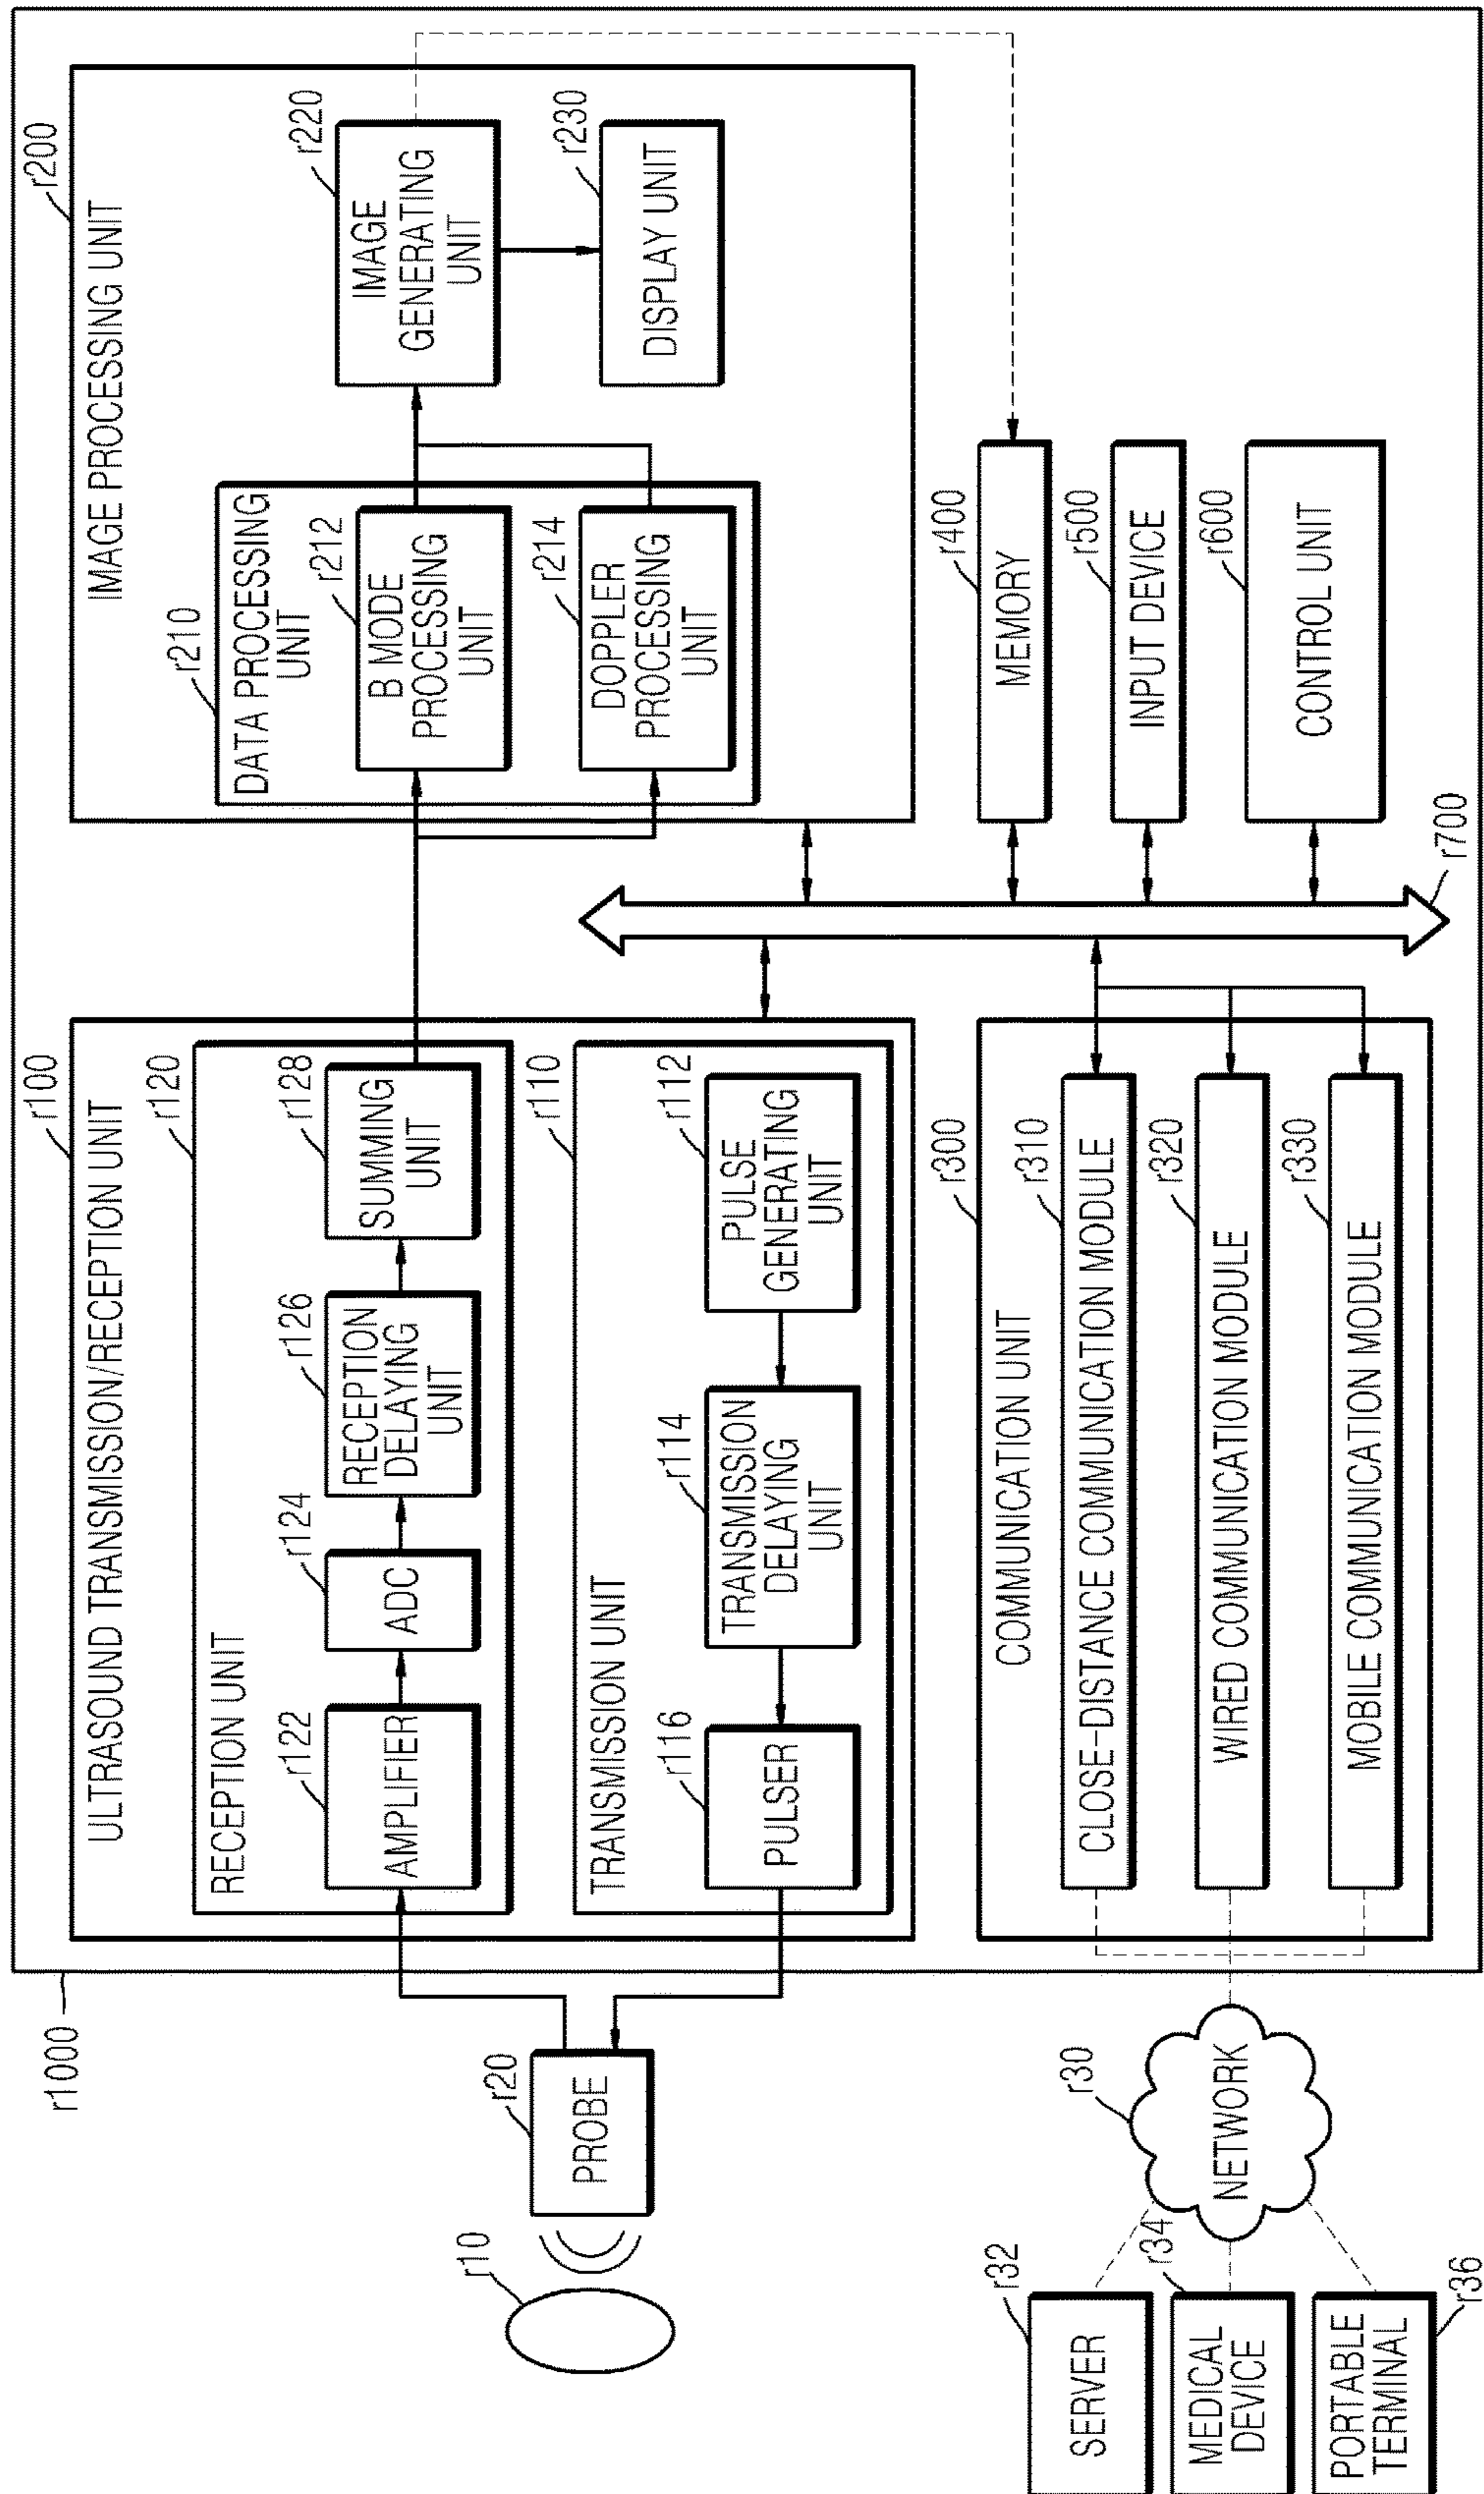 r1000
r100
ULTRASOUND TRANSMISSION/RECEPTION UNIT
r120
RECEPTION UNIT
r122
AMPLIFIER
r124
ADC
r126
RECEPTION
DELAYING
UNIT
r128
SUMMING
UNIT
r110
TRANSMISSION UNIT
r116
PULSER
r114
TRANSMISSION
DELAYING
UNIT
r112
PULSE
GENERATING
UNIT
r200
IMAGE PROCESSING UNIT
r210
DATA PROCESSING
UNIT
r212
B MODE
PROCESSING
UNIT
r214
DOPPLER
PROCESSING
UNIT
r220
IMAGE
GENERATING
UNIT
r230
DISPLAY UNIT
r10
r20
PROBE
r300
COMMUNICATION UNIT
r310
CLOSE-DISTANCE COMMUNICATION MODULE
r320
WIRED COMMUNICATION MODULE
r330
MOBILE COMMUNICATION MODULE
r400
MEMORY
r500
INPUT DEVICE
r600
CONTROL UNIT
r700
r30
NETWORK
r32
SERVER
r34
MEDICAL
DEVICE
r36
PORTABLE
TERMINAL